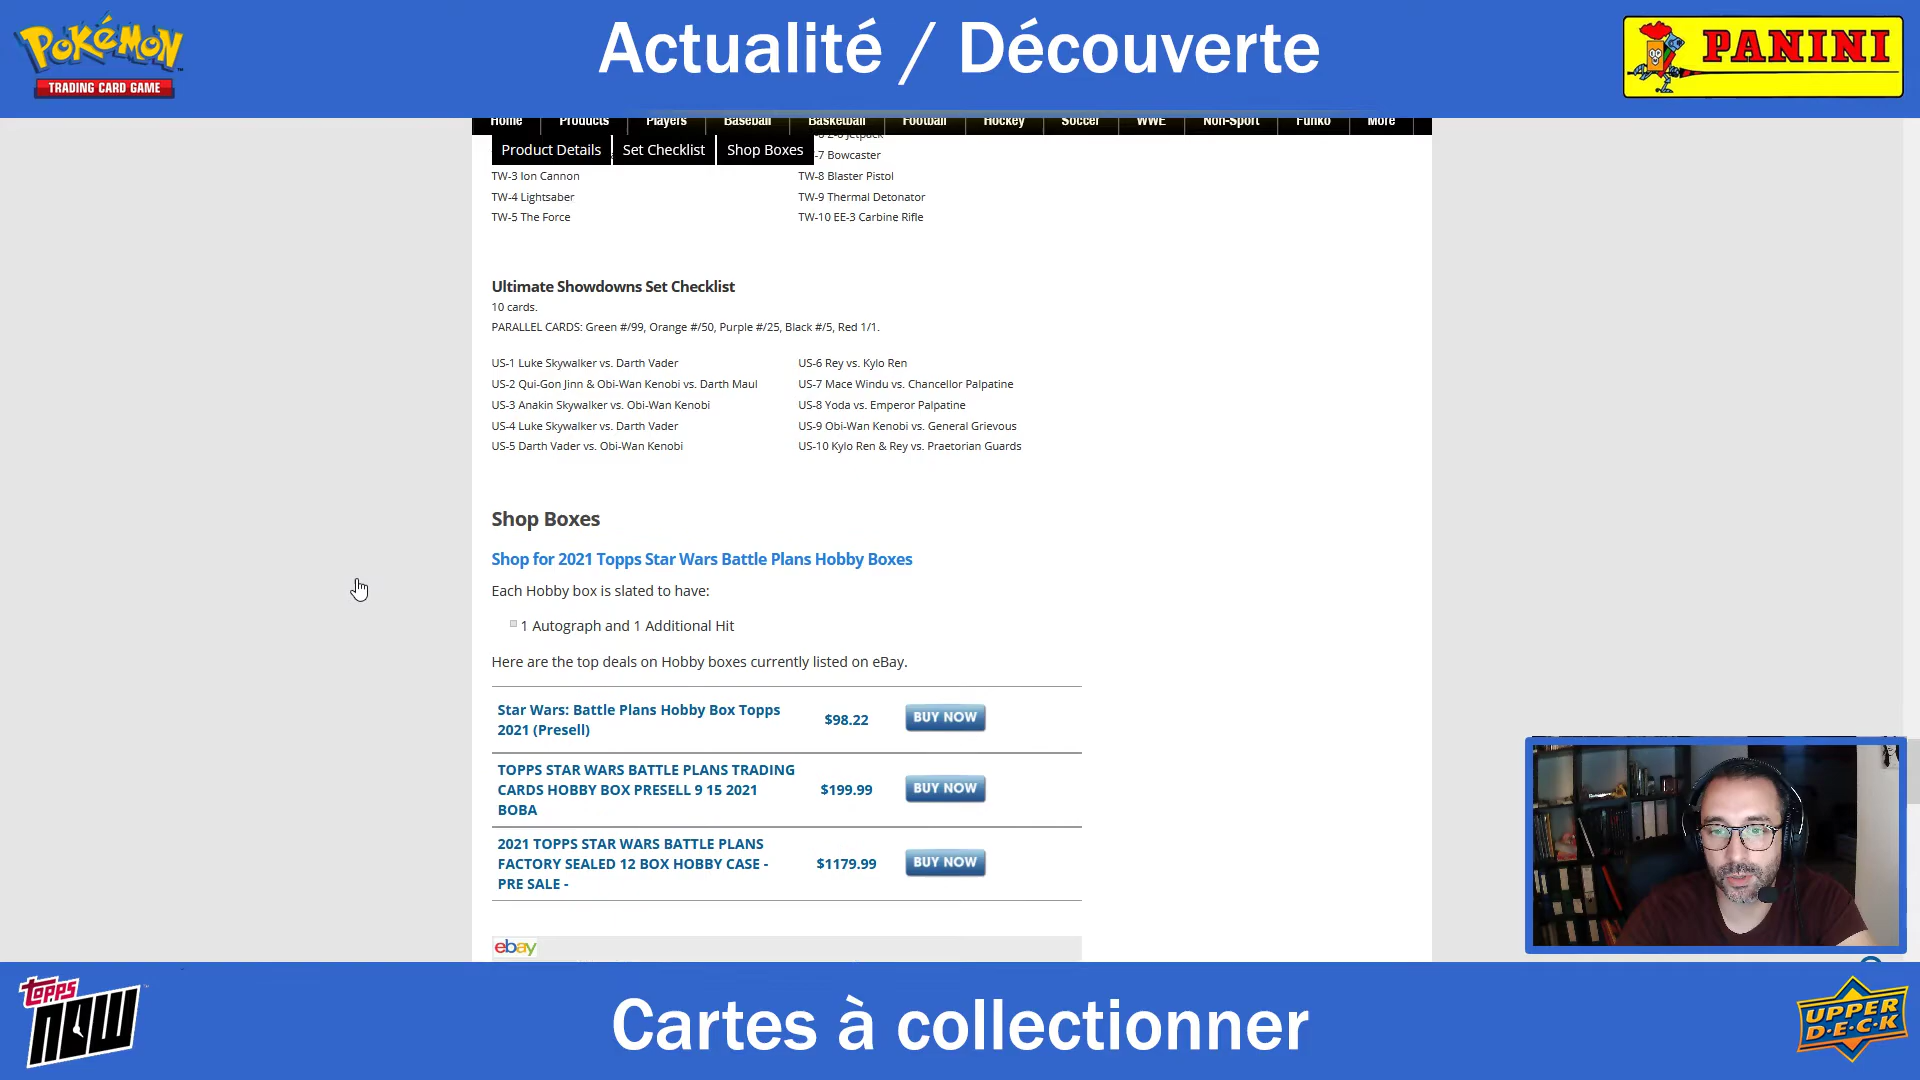 POKéMON
TRADING CARD GAME
Actualité / Découverte
PANINI
Home Products Players Baseball Basketball Football Hockey Soccer WWE Non-Sport Funko More
Product Details Set Checklist Shop Boxes
Jetpack
-7 Bowcaster
TW-3 Ion Cannon
TW-8 Blaster Pistol
TW-4 Lightsaber
TW-9 Thermal Detonator
TW-5 The Force
TW-10 EE-3 Carbine Rifle
Ultimate Showdowns Set Checklist
10 cards.
PARALLEL CARDS: Green #/99, Orange #/50, Purple #/25, Black #/5, Red 1/1.
US-1 Luke Skywalker vs. Darth Vader
US-6 Rey vs. Kylo Ren
US-2 Qui-Gon Jinn & Obi-Wan Kenobi vs. Darth Maul
US-7 Mace Windu vs. Chancellor Palpatine
US-3 Anakin Skywalker vs. Obi-Wan Kenobi
US-8 Yoda vs. Emperor Palpatine
US-4 Luke Skywalker vs. Darth Vader
US-9 Obi-Wan Kenobi vs. General Grievous
US-5 Darth Vader vs. Obi-Wan Kenobi
US-10 Kylo Ren & Rey vs. Praetorian Guards
Shop Boxes
Shop for 2021 Topps Star Wars Battle Plans Hobby Boxes
Each Hobby box is slated to have:
1 Autograph and 1 Additional Hit
Here are the top deals on Hobby boxes currently listed on eBay.
Star Wars: Battle Plans Hobby Box Topps
2021 (Presell)
$98.22
BUY NOW
TOPPS STAR WARS BATTLE PLANS TRADING
CARDS HOBBY BOX PRESELL 9 15 2021
BOBA
$199.99
BUY NOW
2021 TOPPS STAR WARS BATTLE PLANS
FACTORY SEALED 12 BOX HOBBY CASE -
PRE SALE -
$1179.99
BUY NOW
ebay
topps
NOW
Cartes à collectionner
UPPER
D·E·C·K